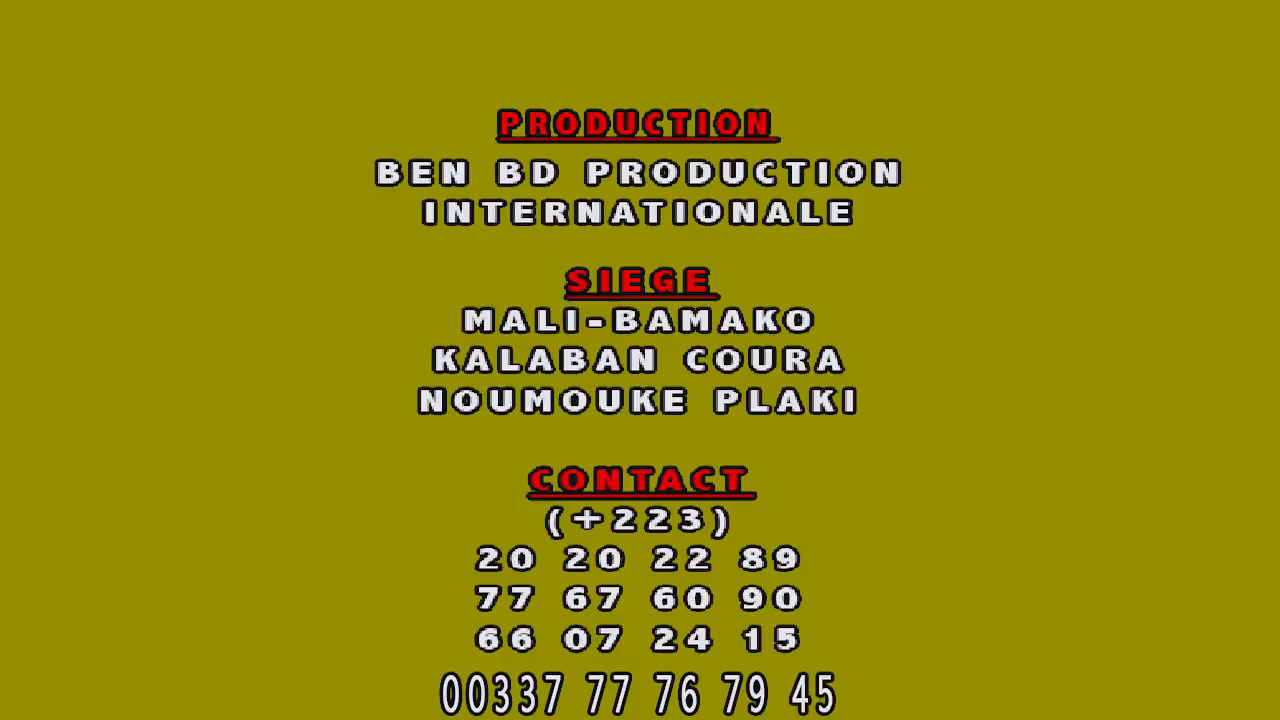 PRODUCTION
BEN BD PRODUCTION
INTERNATIONALE
SIEGE
MALI-BAMAKO
KALABAN COURA
NOUMOUKE PLAKI
CONTACT
(+223)
20 20 22 89
77 67 60 90
66 07 24 15
00337 77 76 79 45